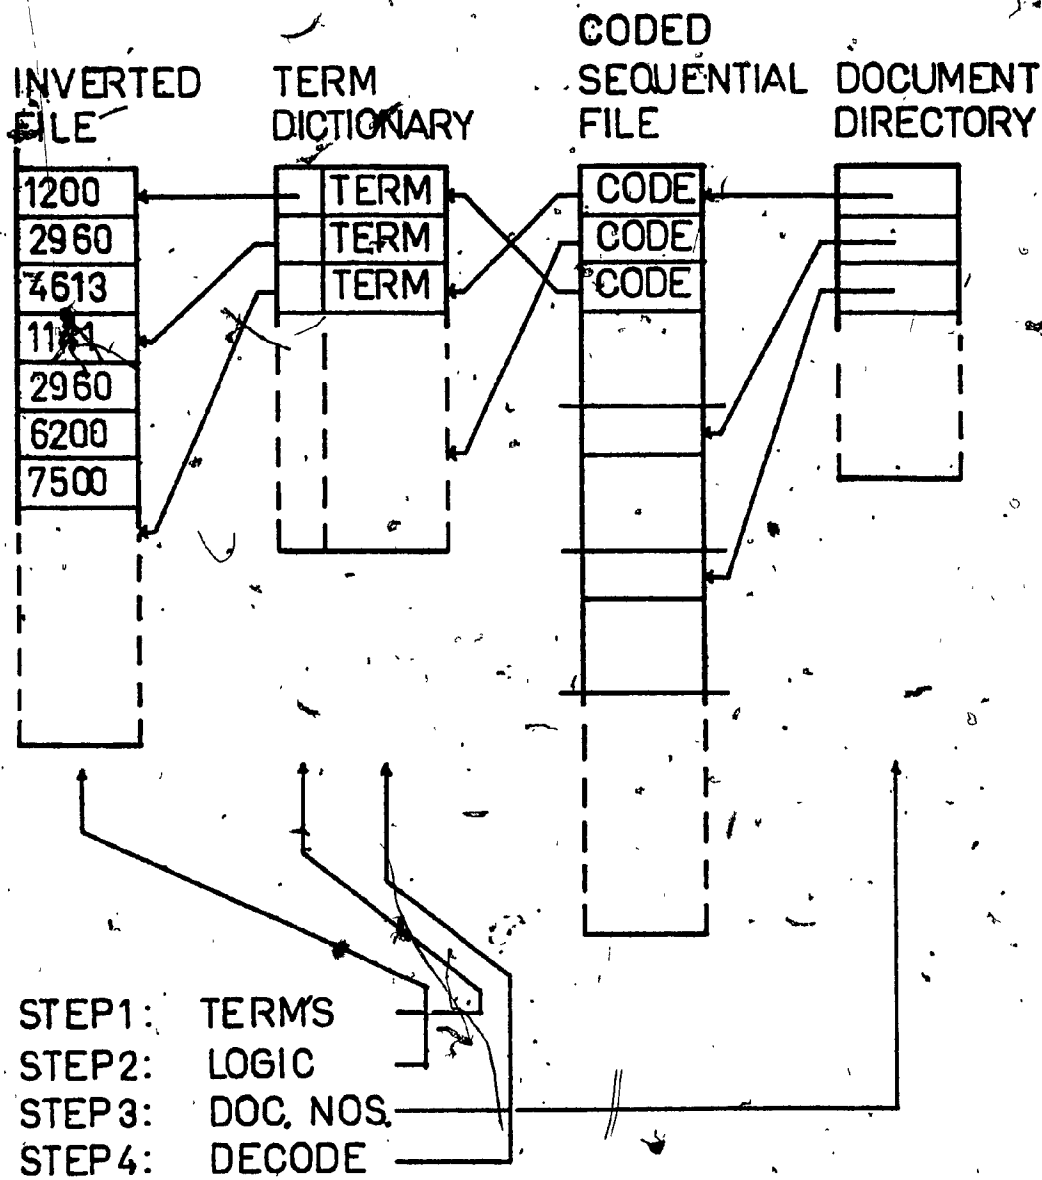 INVERTED
FILE
TERM
DICTIONARY
CODED
SEQUENTIAL
FILE
DOCUMENT
DIRECTORY
1200
2960
4613
2960
6200
7500
TERM
TERM
TERM
CODE
CODE
CODE
STEP1: TERM'S
STEP2: LOGIC
STEP3: DOC. NOS.
STEP4: DECODE